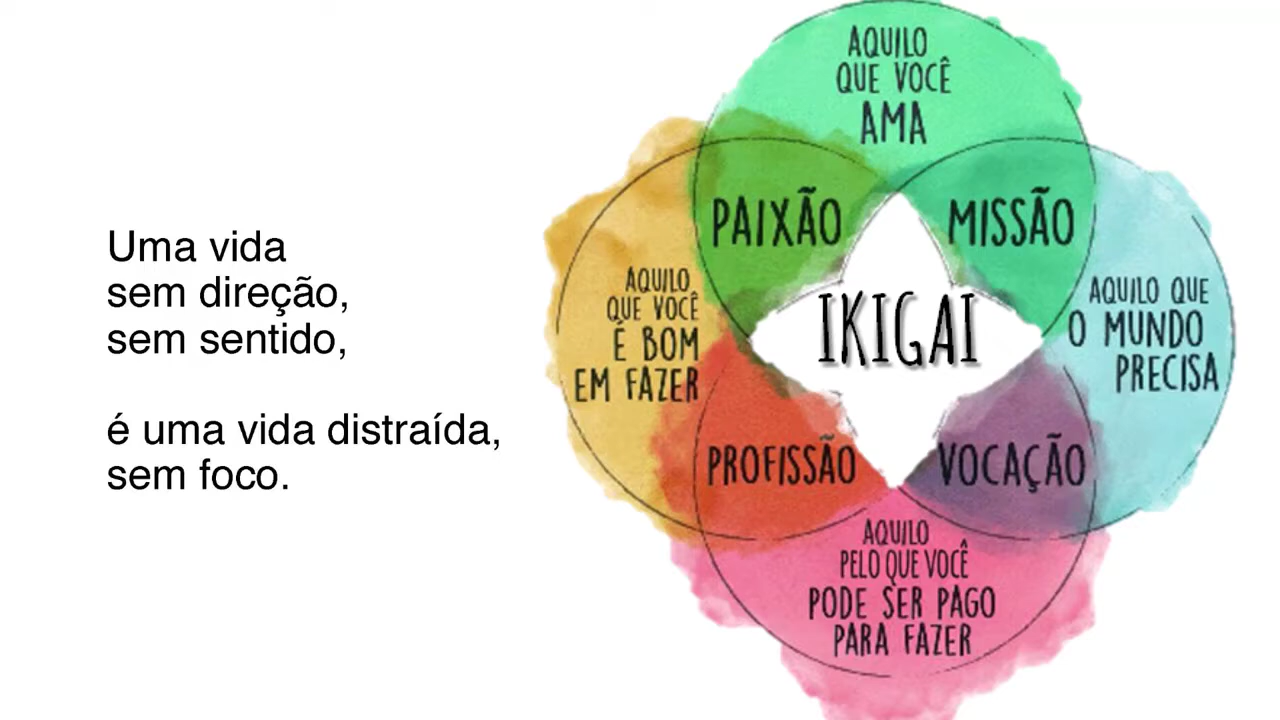 Uma vida
sem direção,
sem sentido,
é uma vida distraída,
sem foco.
AQUILO
QUE VOCÊ
AMA
PAIXÃO
MISSÃO
AQUILO
QUE VOCÊ
É BOM
EM FAZER
IKIGAI
AQUILO QUE
O MUNDO
PRECISA
PROFISSÃO
VOCAÇÃO
AQUILO
PELO QUE VOCÊ
PODE SER PAGO
PARA FAZER